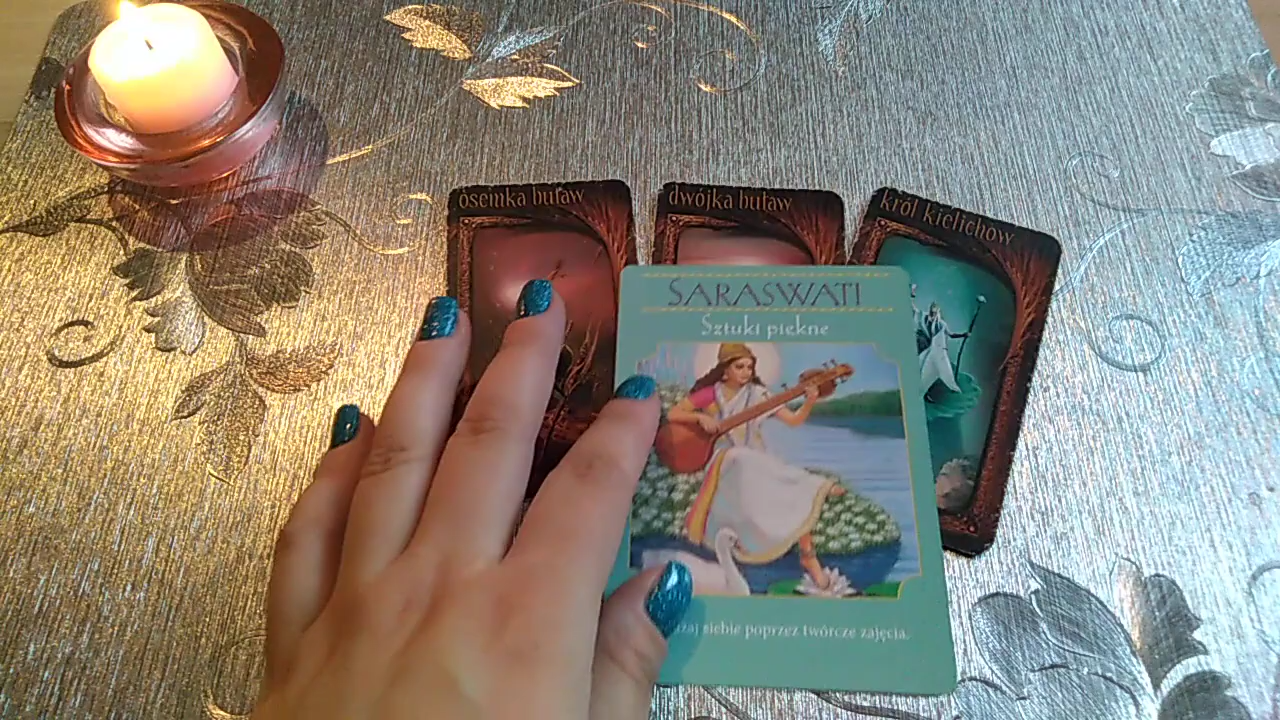 ósemka buław
dwójka buław
król kielichów
SARASWATI
Sztuki piękne
siebie poprzez twórcze zajęcia.